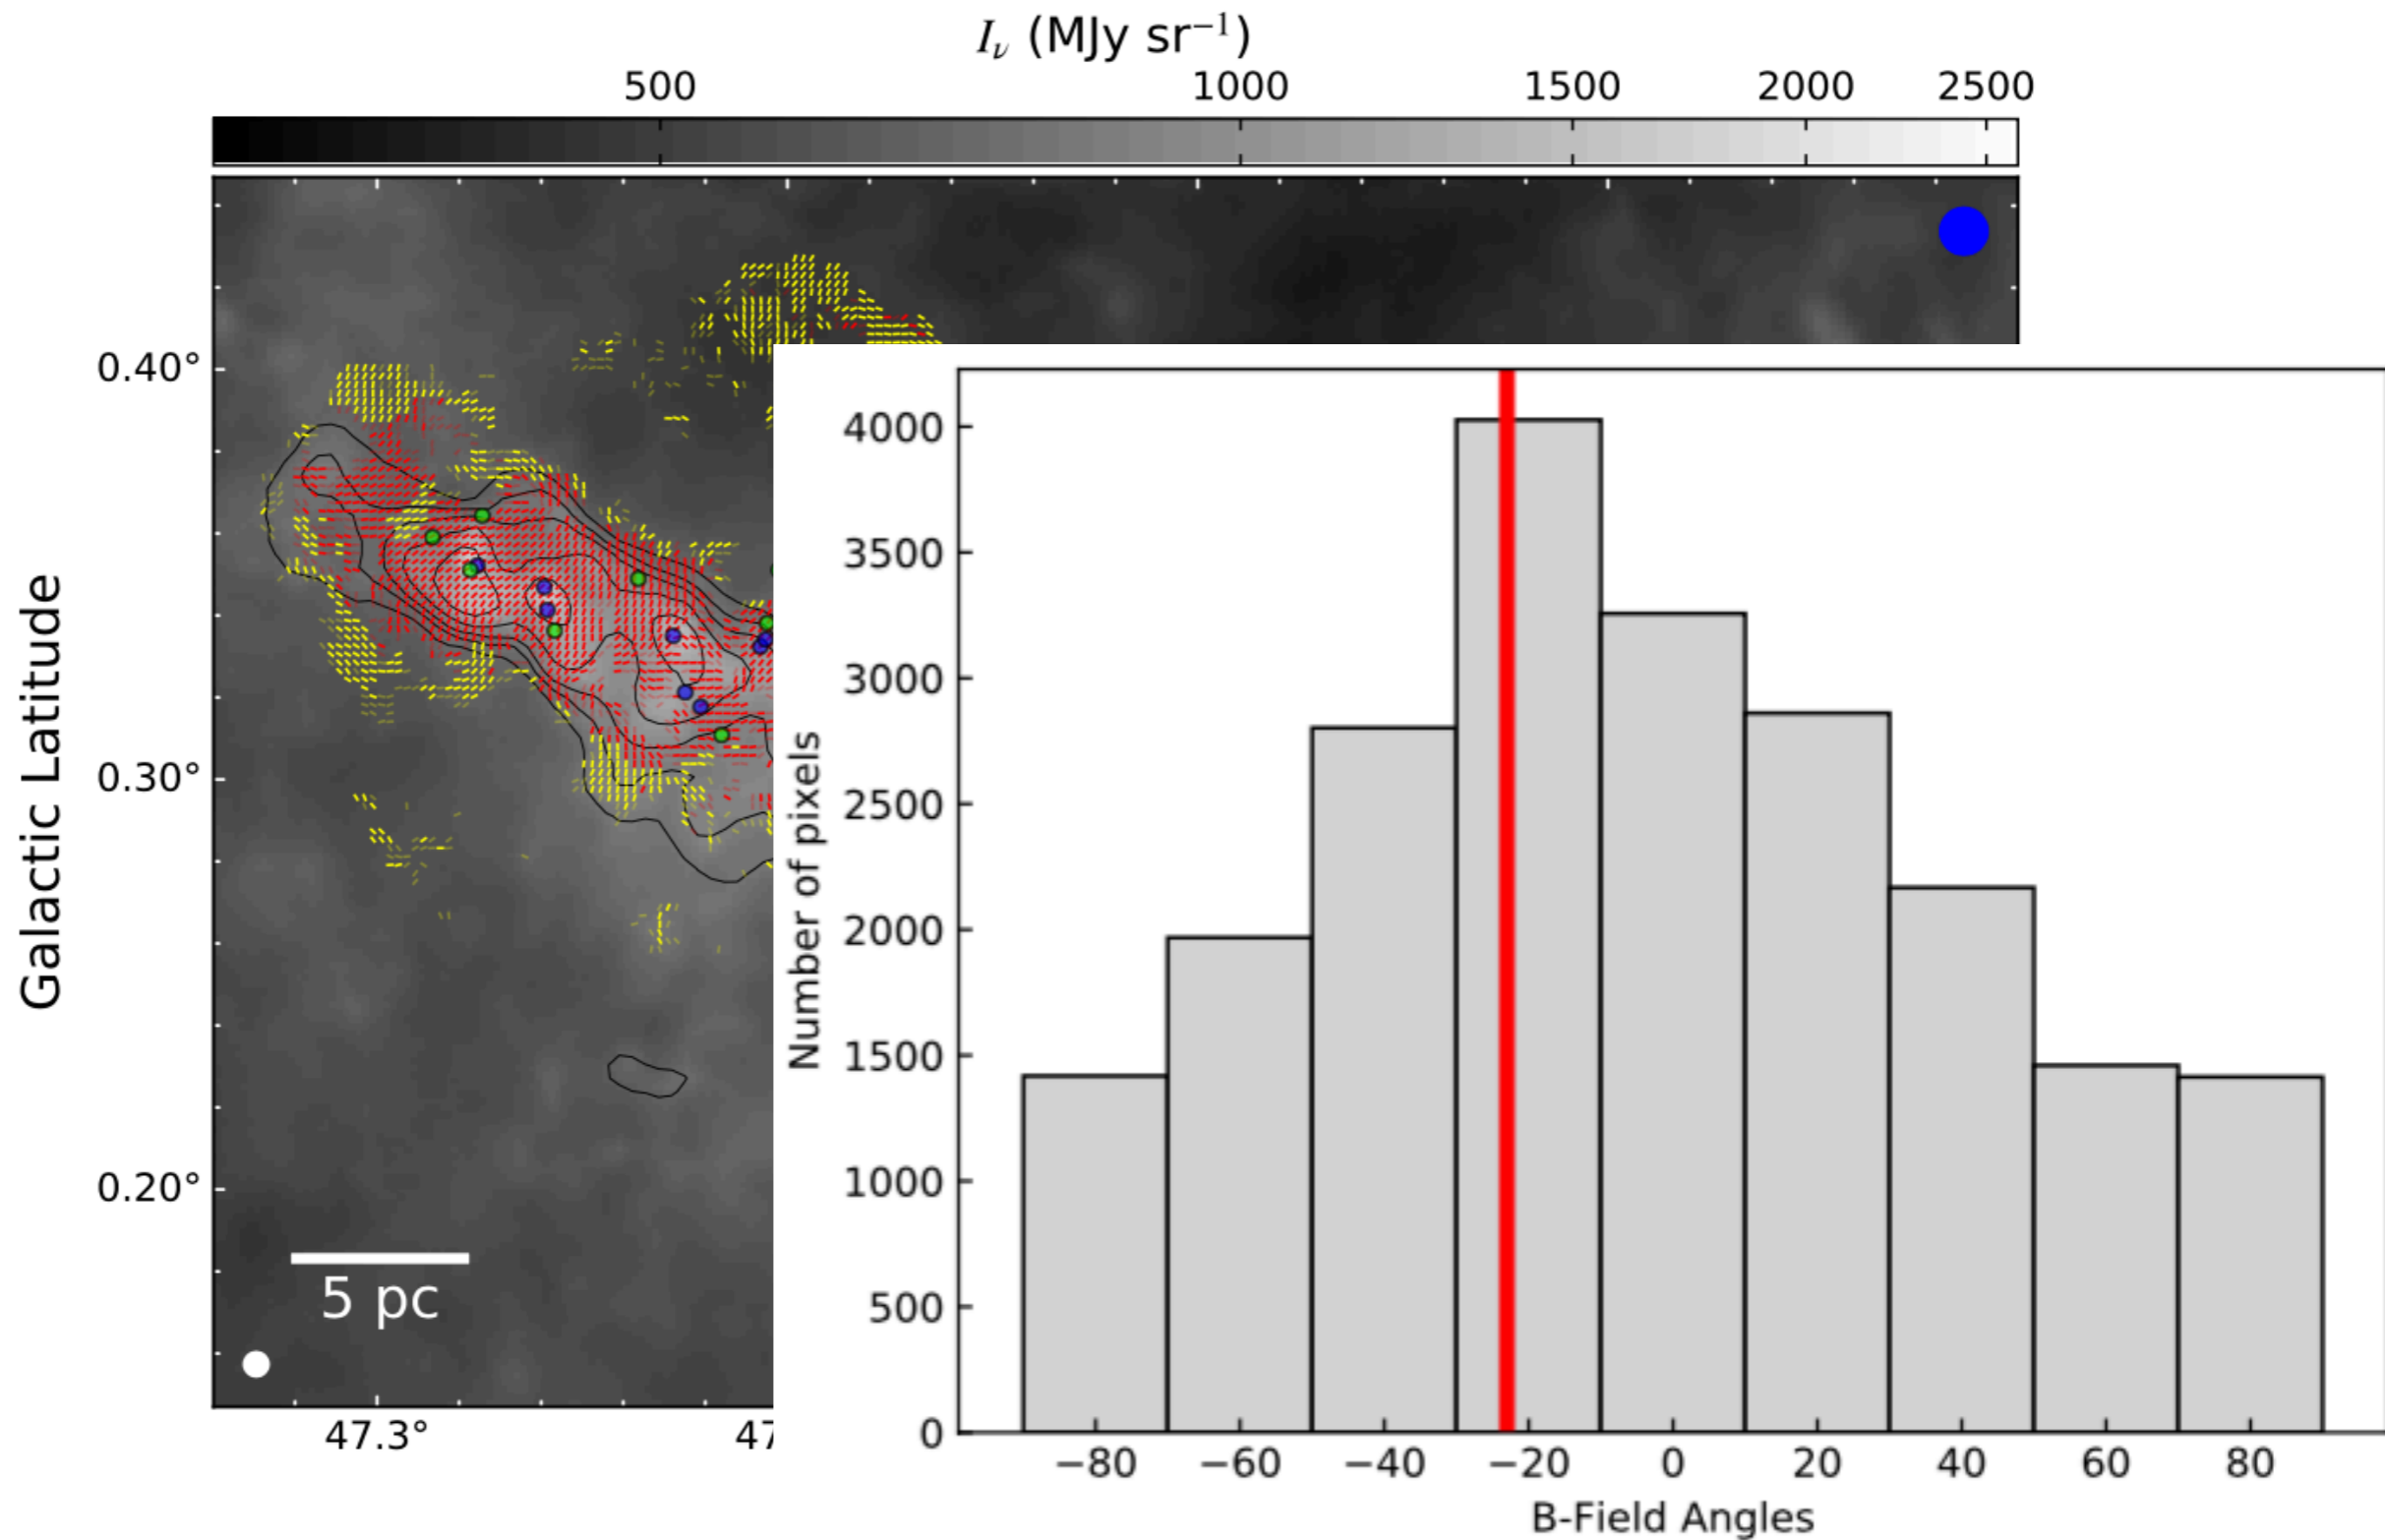 I_ν (MJy sr⁻¹)
500 1000 1500 2000 2500
Galactic Latitude
0.40°
0.30°
0.20°
5 pc
47.3° 47
Number of pixels
4000
3500
3000
2500
2000
1500
1000
500
0
−80 −60 −40 −20 0 20 40 60 80
B-Field Angles